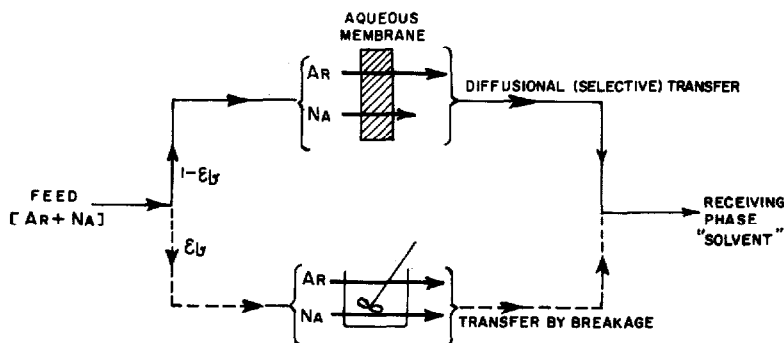 AQUEOUS
MEMBRANE
AR
NA
DIFFUSIONAL (SELECTIVE) TRANSFER
1-εb
FEED
[AR + NA]
εb
RECEIVING
PHASE
"SOLVENT"
AR
NA
TRANSFER BY BREAKAGE